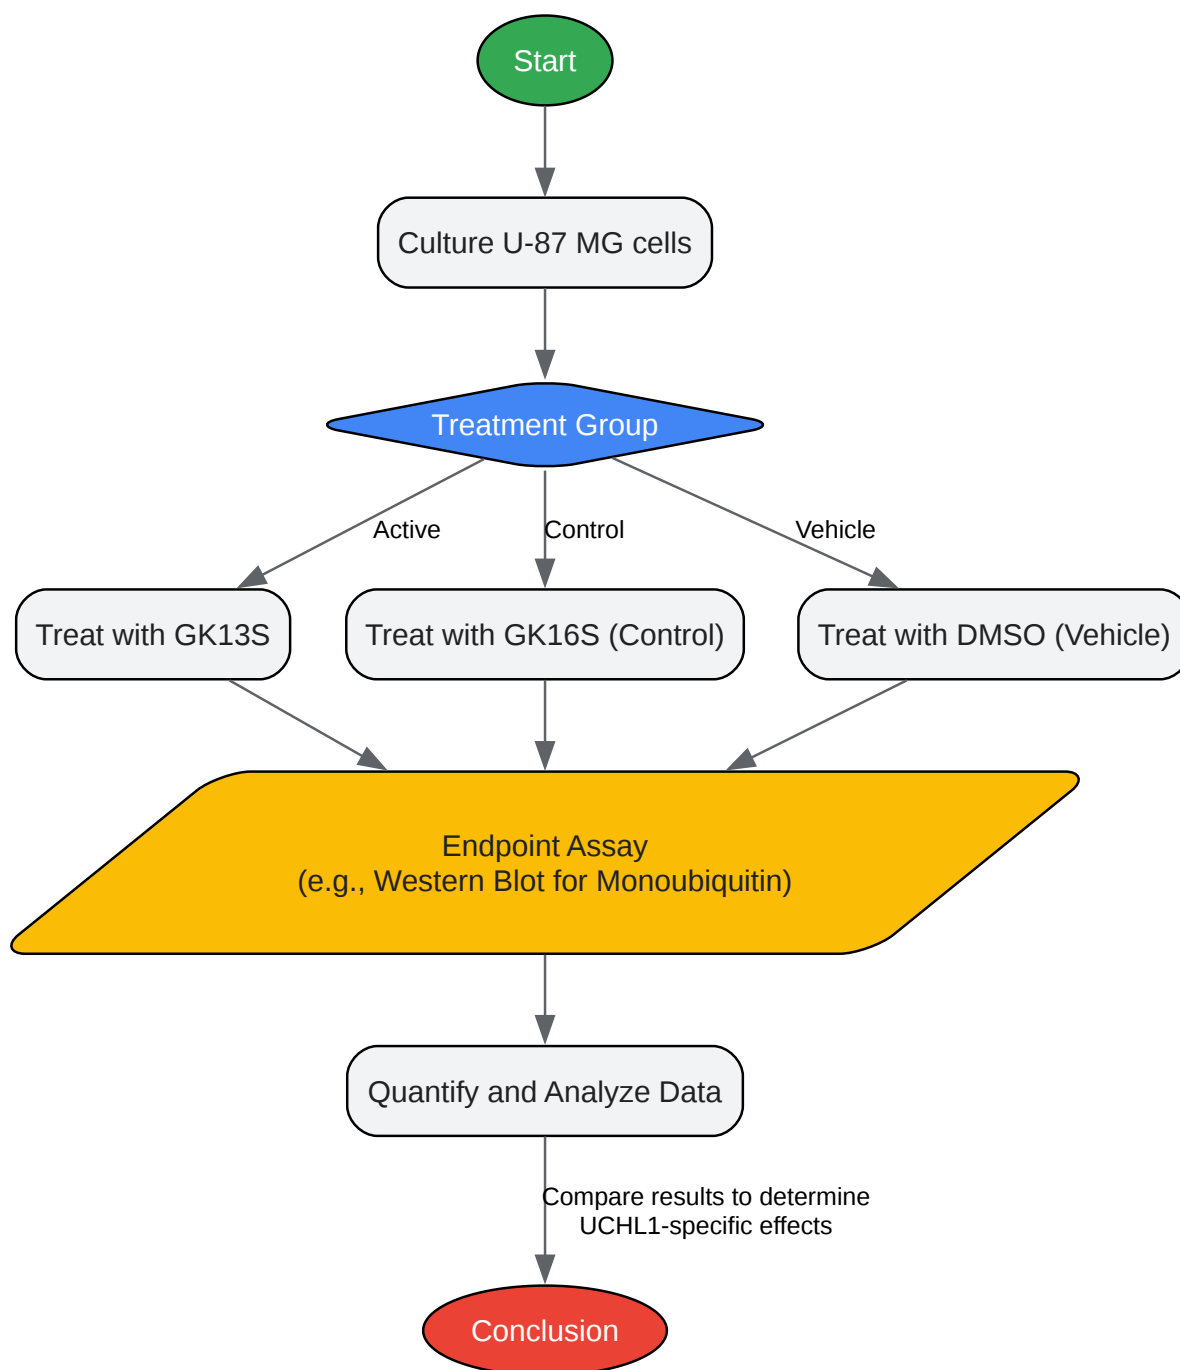 Start
Culture U-87 MG cells
Treatment Group
Active
Control
Vehicle
Treat with GK13S
Treat with GK16S (Control)
Treat with DMSO (Vehicle)
Endpoint Assay
(e.g., Western Blot for Monoubiquitin)
Quantify and Analyze Data
Compare results to determine
UCHL1-specific effects
Conclusion